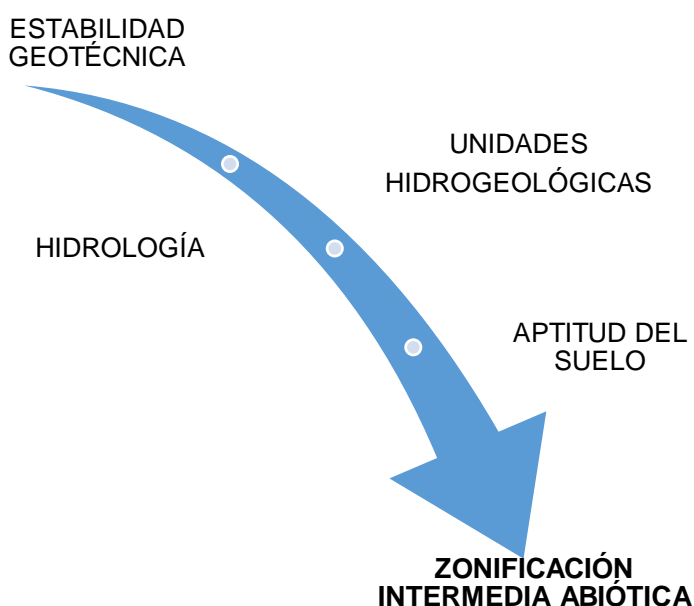 ESTABILIDAD
GEOTÉCNICA
UNIDADES
HIDROGEOLÓGICAS
HIDROLOGÍA
APTITUD DEL
SUELO
ZONIFICACIÓN
INTERMEDIA ABIÓTICA